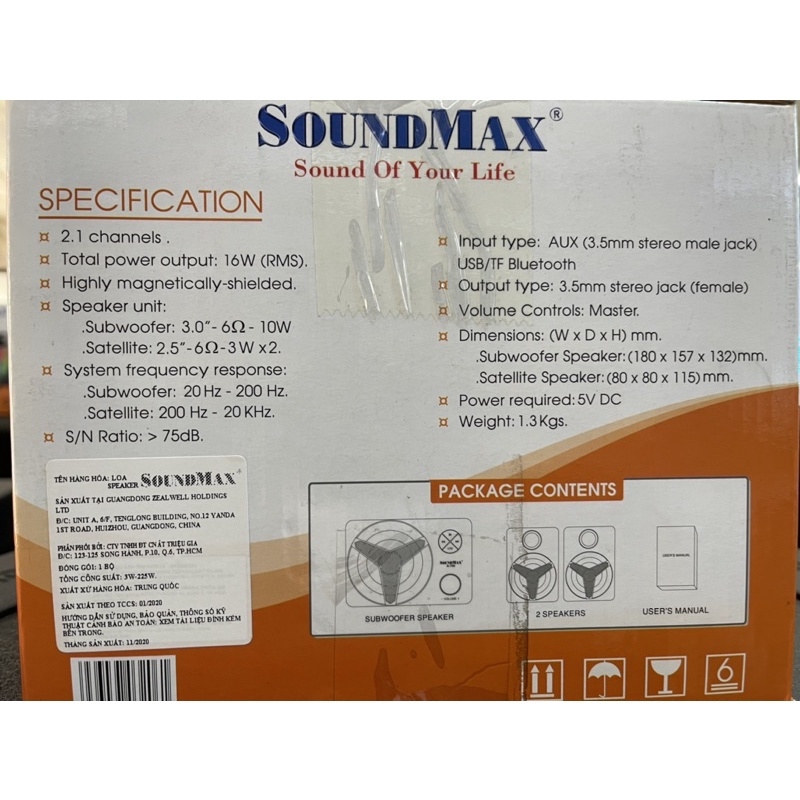 SOUNDMAX®
Sound Of Your Life
SPECIFICATION
¤ 2.1 channels .
¤ Total power output: 16W (RMS).
¤ Highly magnetically-shielded.
¤ Speaker unit:
.Subwoofer: 3.0”- 6Ω - 10W
.Satellite: 2.5”-6Ω-3W x2.
¤ System frequency response:
.Subwoofer: 20Hz - 200 Hz.
.Satellite: 200 Hz - 20KHz.
¤ S/N Ratio: > 75dB.
¤ Input type: AUX (3.5mm stereo male jack)
USB/TF Bluetooth
¤ Output type: 3.5mm stereo jack (female)
¤ Volume Controls: Master.
¤ Dimensions: (W x D x H) mm.
.Subwoofer Speaker:(180 x 157 x 132)mm.
.Satellite Speaker:(80 x 80 x 115)mm.
¤ Power required:5V DC
¤ Weight:1.3Kgs.
TÊN HÀNG HÓA: LOA
SPEAKER SOUNDMAX®
SẢN XUẤT TẠI GUANGDONG ZEALWELL HOLDINGS
LTD
Đ/C: UNIT A, 6/F, TENGLONG BUILDING, NO.12 YANDA
1ST ROAD, HUIZHOU, GUANGDONG, CHINA
PHÂN PHỐI BỞI: CTY TNHH ĐT CN ÁT TRIỆU GIA
Đ/C: 123-125 SONG HÀNH, P.10, Q.6, TP.HCM
ĐÓNG GÓI: 1 BỘ
TỔNG CÔNG SUẤT: 3W-225W.
XUẤT XỨ HÀNG HÓA: TRUNG QUỐC
SẢN XUẤT THEO TCCS: 01/2020
HƯỚNG DẪN SỬ DỤNG, BẢO QUẢN, THÔNG SỐ KỸ
THUẬT CẢNH BÁO AN TOÀN: XEM TÀI LIỆU ĐÍNH KÈM
BÊN TRONG.
THÁNG SẢN XUẤT: 11/2020
PACKAGE CONTENTS
SOUNDMAX
VOLUME
USER'S MANUAL
SUBWOOFER SPEAKER
2 SPEAKERS
USER'S MANUAL
6